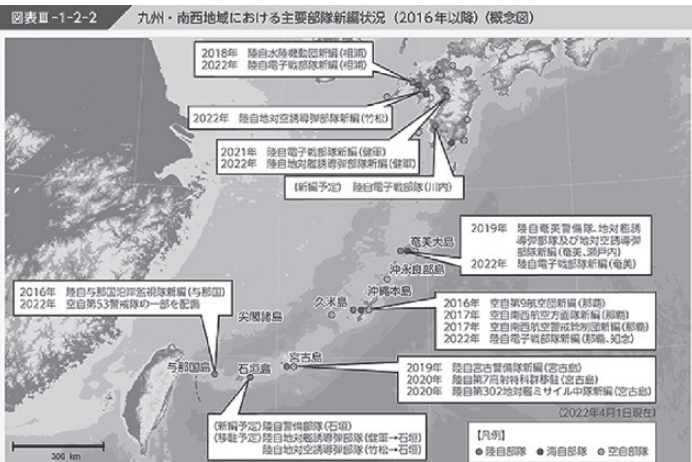 図表Ⅲ-1-2-2 九州・南西地域における主要部隊新編状況（2016年以降）（概念図）
2018年 陸自水陸機動団新編（相浦）
2022年 陸自電子戦部隊新編（相浦）
2022年 陸自地対空誘導弾部隊新編（竹松）
2021年 陸自電子戦部隊新編（健軍）
2022年 陸自地対艦誘導弾部隊新編（健軍）
（新編予定） 陸自電子戦部隊（川内）
2019年 陸自奄美警備隊、地対艦誘
導弾部隊及び地対空誘導弾
部隊新編（奄美、瀬戸内）
2022年 陸自電子戦部隊新編（奄美）
奄美大島
沖永良部島
沖縄本島
久米島
尖閣諸島
2016年 陸自与那国沿岸監視隊新編（与那国）
2022年 空自第53警戒隊の一部を配備
2016年 空自第9航空団新編（那覇）
2017年 空自南西航空方面隊新編（那覇）
2017年 空自南西航空警戒管制団新編（那覇）
2022年 陸自電子戦部隊新編（那覇、知念）
与那国島
石垣島
宮古島
2019年 陸自宮古警備隊新編（宮古島）
2020年 陸自第7高射特科群移駐（宮古島）
2020年 陸自第302地対艦ミサイル中隊新編（宮古島）
（2022年4月1日現在）
（新編予定）陸自警備部隊（石垣）
（移駐予定）陸自地対艦誘導弾部隊（健軍→石垣）
陸自地対空誘導弾部隊（竹松→石垣）
【凡例】
陸自部隊 海自部隊 空自部隊
300 km